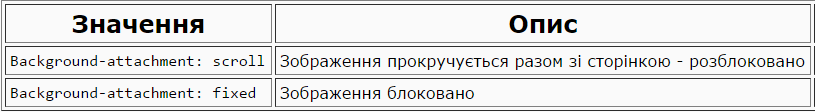 Значення Опис
Background-attachment: scroll Зображення прокручується разом зі сторінкою - розблоковано
Background-attachment: fixed Зображення блоковано